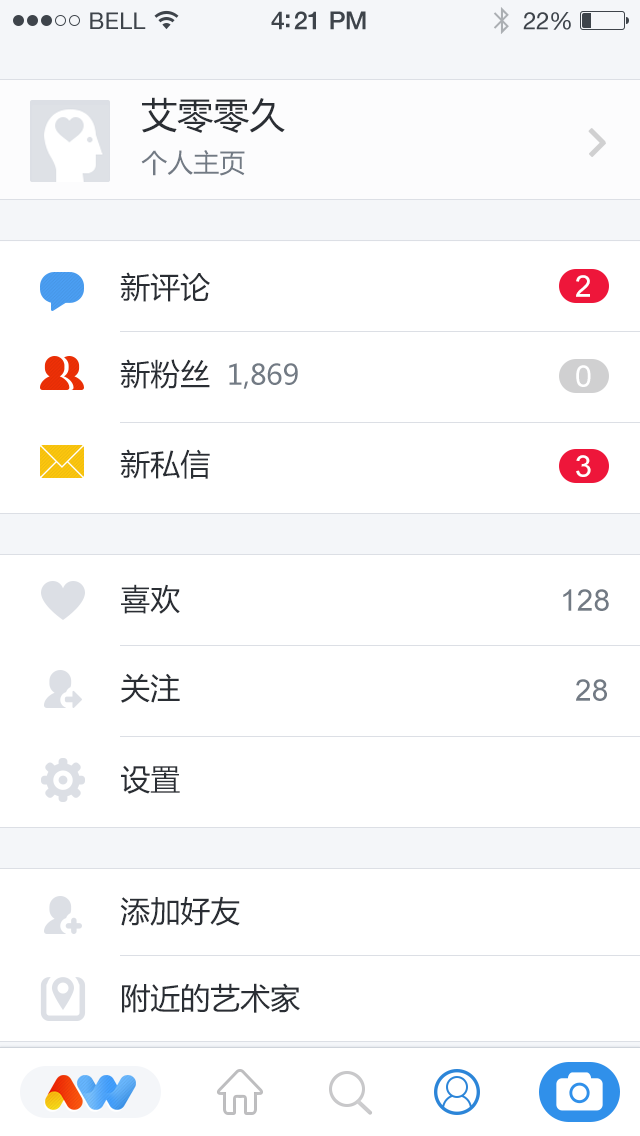 BELL 4:21 PM 22%
艾零零久
个人主页
新评论 2
新粉丝 1,869 0
新私信 3
喜欢 128
关注 28
设置
添加好友
附近的艺术家
AW